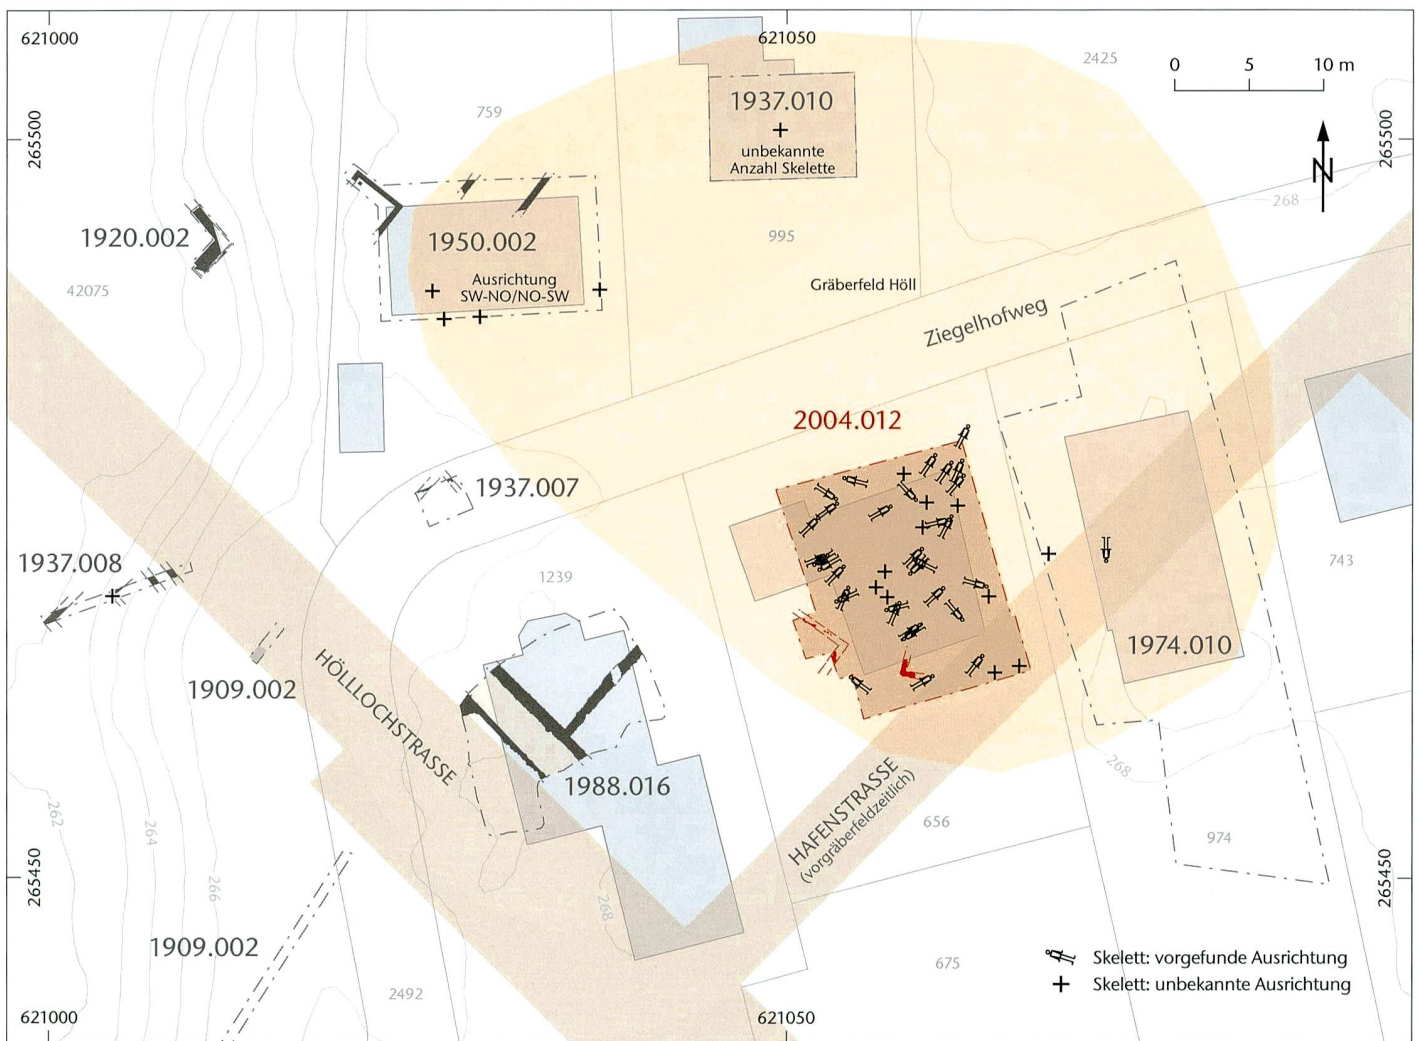 621000
621050
2425
0 5 10 m
759
1937.010
unbekannte
Anzahl Skelette
265500
265500
N
268
1920.002
1950.002
995
Ausrichtung
SW-NO/NO-SW
42075
Gräberfeld Höll
Ziegelhofweg
2004.012
1937.007
1937.008
1239
743
1974.010
1909.002
HÖLLLOCHSTRASSE
1988.016
HAFENSTRASSE
(vorgräberfeldzeitlich)
268
262
264
266
268
656
974
265450
265450
1909.002
675
2492
Skelett: vorgefunde Ausrichtung
Skelett: unbekannte Ausrichtung
621000
621050